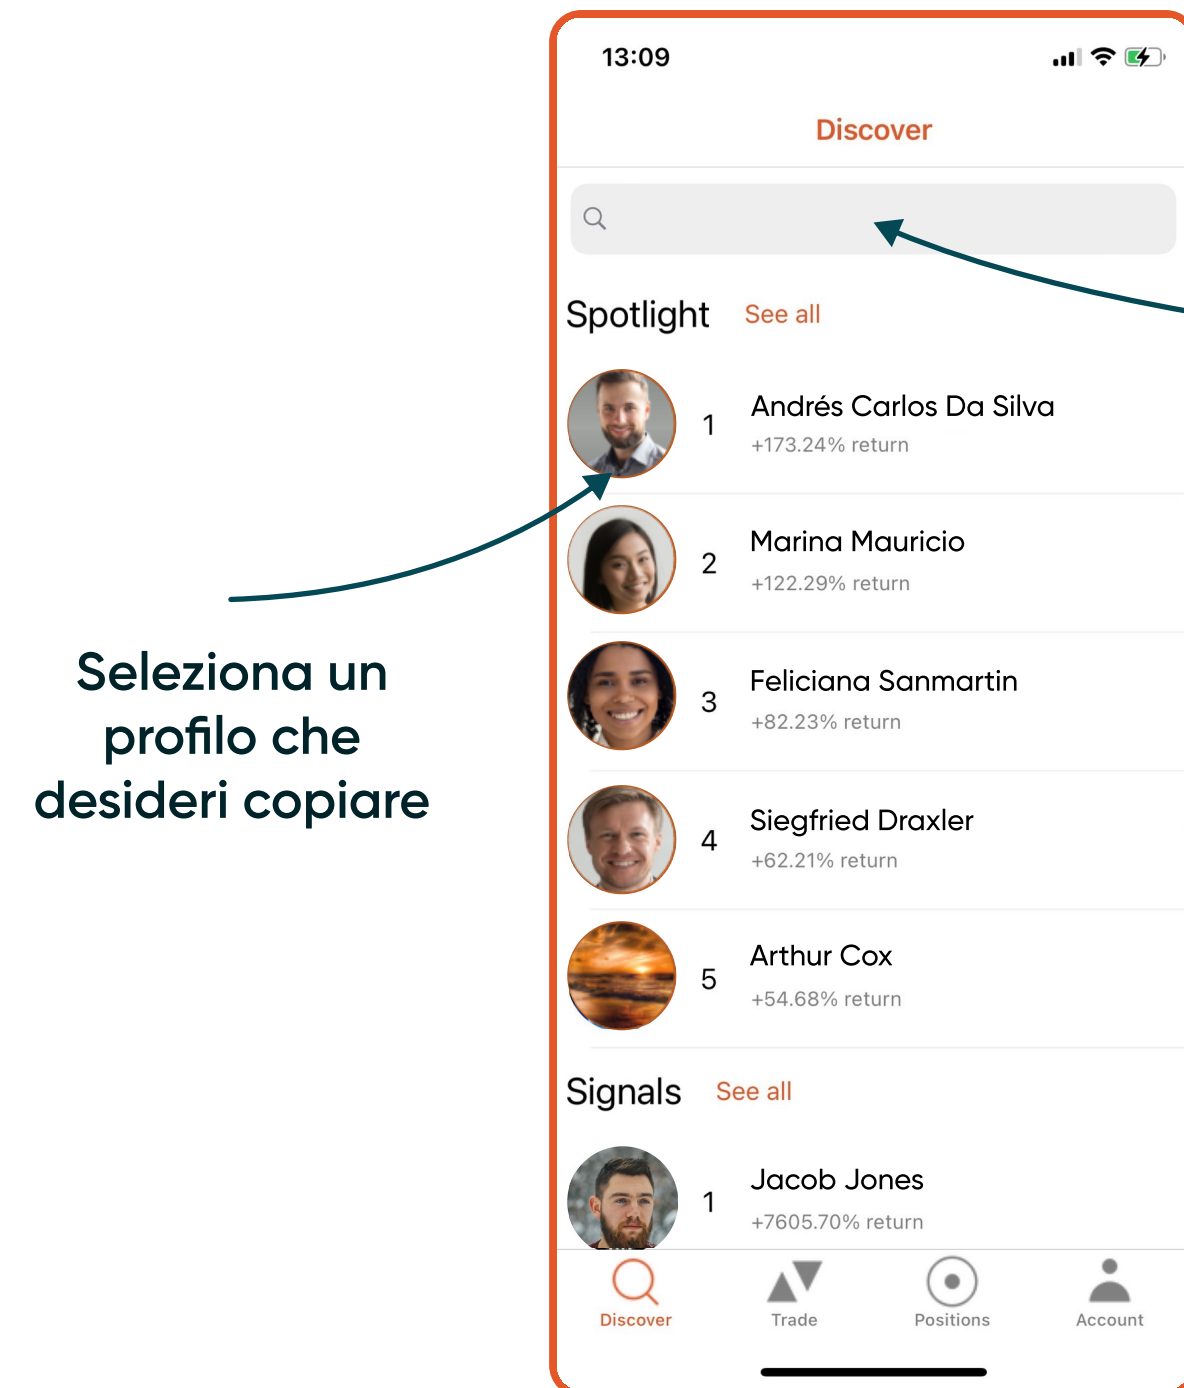 13:09
Discover
Spotlight See all
1 Andrés Carlos Da Silva
+173.24% return
2 Marina Mauricio
+122.29% return
Seleziona un
profilo che
desideri copiare
3 Feliciana Sanmartin
+82.23% return
4 Siegfried Draxler
+62.21% return
5 Arthur Cox
+54.68% return
Signals See all
1 Jacob Jones
+7605.70% return
Discover Trade Positions Account